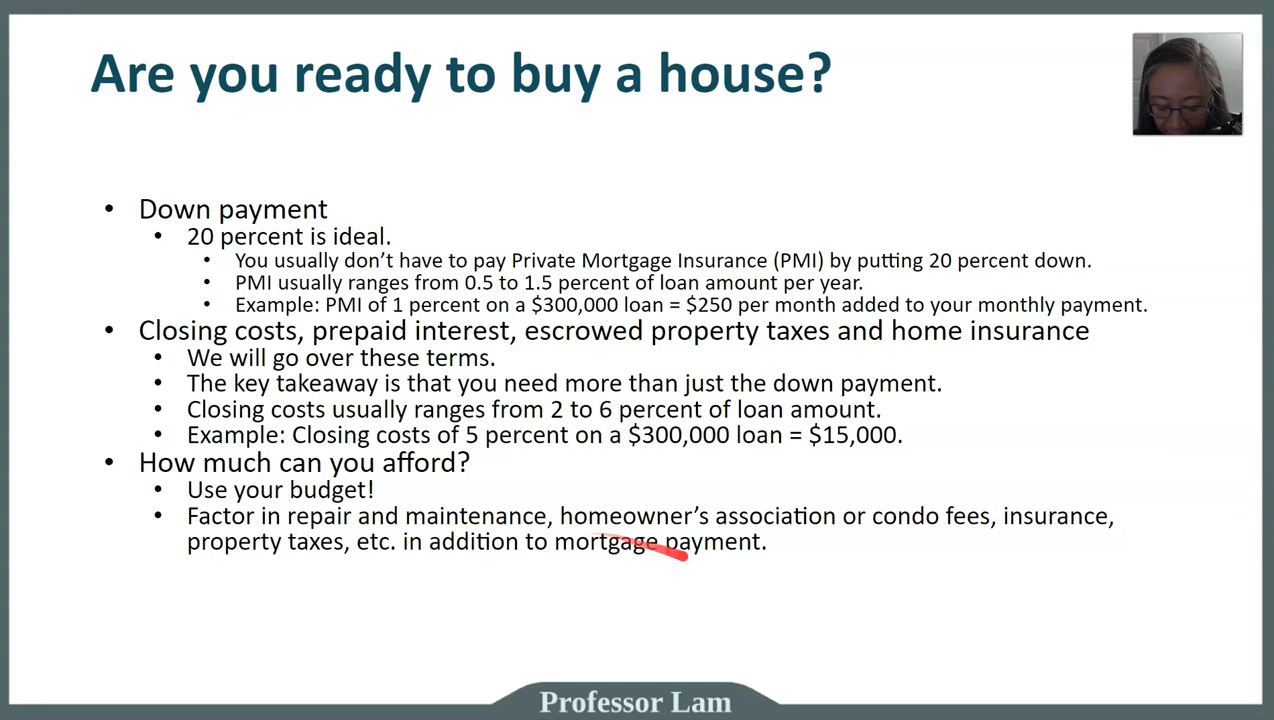 Are you ready to buy a house?
• Down payment
• 20 percent is ideal.
• You usually don’t have to pay Private Mortgage Insurance (PMI) by putting 20 percent down.
• PMI usually ranges from 0.5 to 1.5 percent of loan amount per year.
• Example: PMI of 1 percent on a $300,000 loan = $250 per month added to your monthly payment.
• Closing costs, prepaid interest, escrowed property taxes and home insurance
• We will go over these terms.
• The key takeaway is that you need more than just the down payment.
• Closing costs usually ranges from 2 to 6 percent of loan amount.
• Example: Closing costs of 5 percent on a $300,000 loan = $15,000.
• How much can you afford?
• Use your budget!
• Factor in repair and maintenance, homeowner’s association or condo fees, insurance,
property taxes, etc. in addition to mortgage payment.
Professor Lam